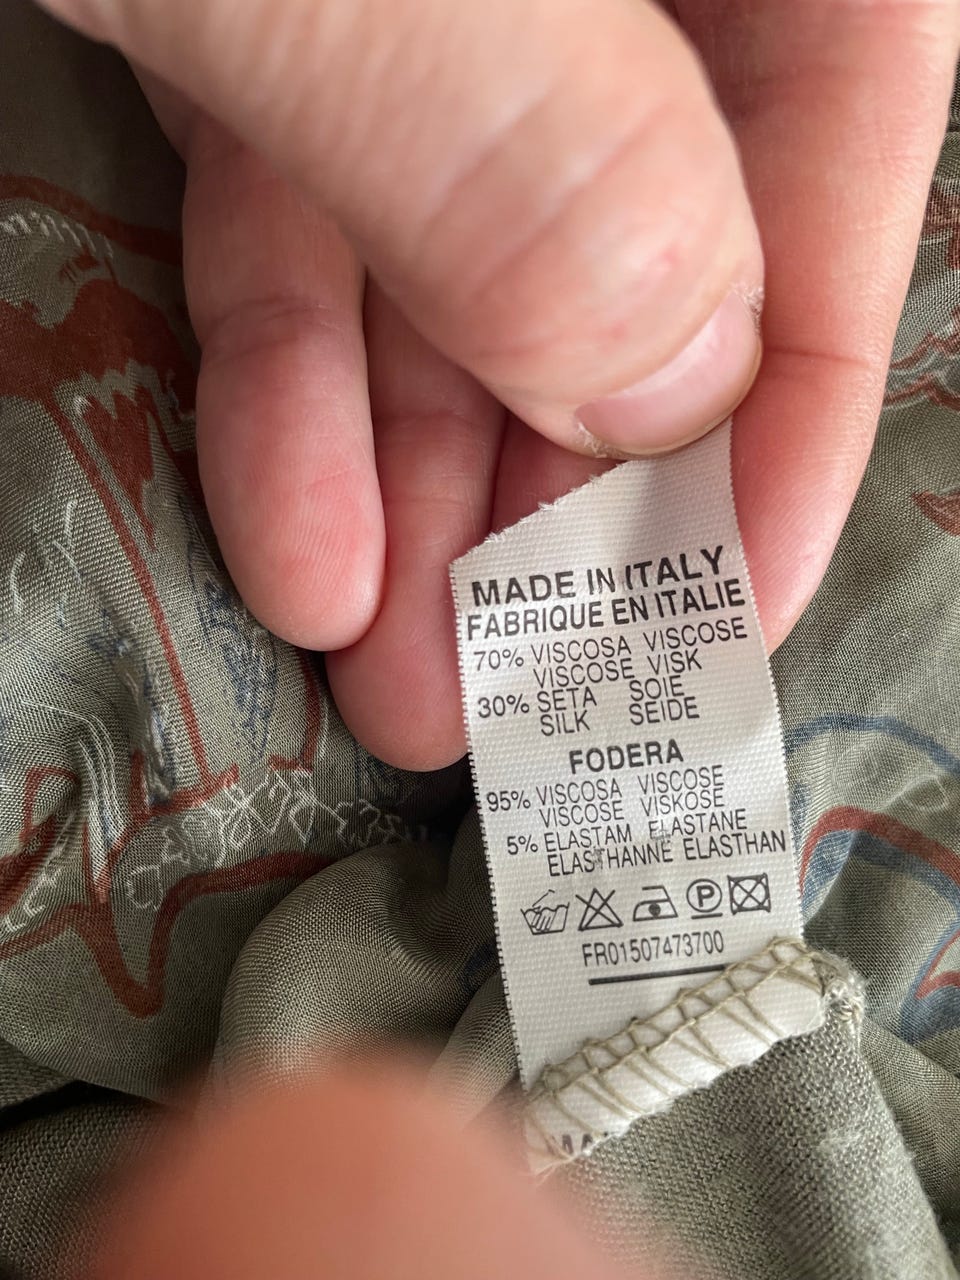 MADE IN ITALY
FABRIQUE EN ITALIE
70% VISCOSA VISCOSE
VISCOSE VISK
30% SETA SOIE
SILK SEIDE
FODERA
95% VISCOSA VISCOSE
VISCOSE VISKOSE
5% ELASTAM ELASTANE
ELASTHANNE ELASTHAN
P
FR01507473700